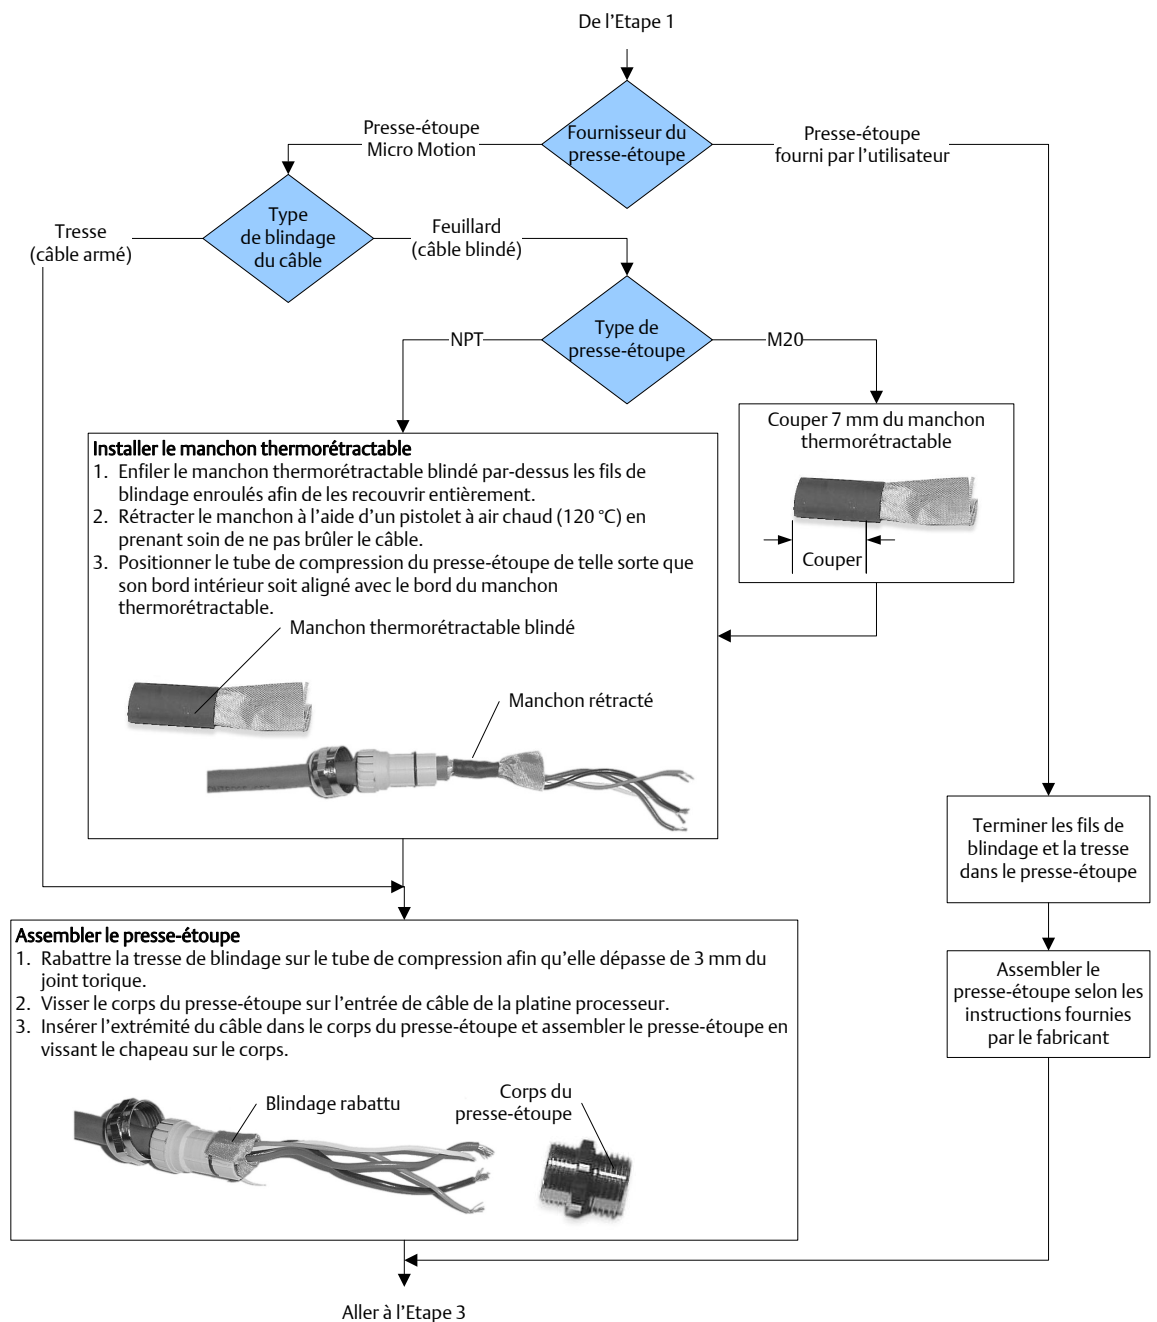 De l'Etape 1
Fournisseur du
presse-étoupe
Presse-étoupe
Micro Motion
Presse-étoupe
fourni par l'utilisateur
Type
de blindage
du câble
Tresse
(câble armé)
Feuillard
(câble blindé)
Type de
presse-étoupe
NPT
M20
Couper 7 mm du manchon
thermorétractable
Couper
Installer le manchon thermorétractable
1. Enfiler le manchon thermorétractable blindé par-dessus les fils de
blindage enroulés afin de les recouvrir entièrement.
2. Rétracter le manchon à l'aide d'un pistolet à air chaud (120 °C) en
prenant soin de ne pas brûler le câble.
3. Positionner le tube de compression du presse-étoupe de telle sorte que
son bord intérieur soit aligné avec le bord du manchon
thermorétractable.
Manchon thermorétractable blindé
Manchon rétracté
Terminer les fils de
blindage et la tresse
dans le presse-étoupe
Assembler le presse-étoupe
1. Rabattre la tresse de blindage sur le tube de compression afin qu'elle dépasse de 3 mm du
joint torique.
2. Visser le corps du presse-étoupe sur l'entrée de câble de la platine processeur.
3. Insérer l'extrémité du câble dans le corps du presse-étoupe et assembler le presse-étoupe en
vissant le chapeau sur le corps.
Blindage rabattu
Corps du
presse-étoupe
Assembler le
presse-étoupe selon les
instructions fournies
par le fabricant
Aller à l'Etape 3